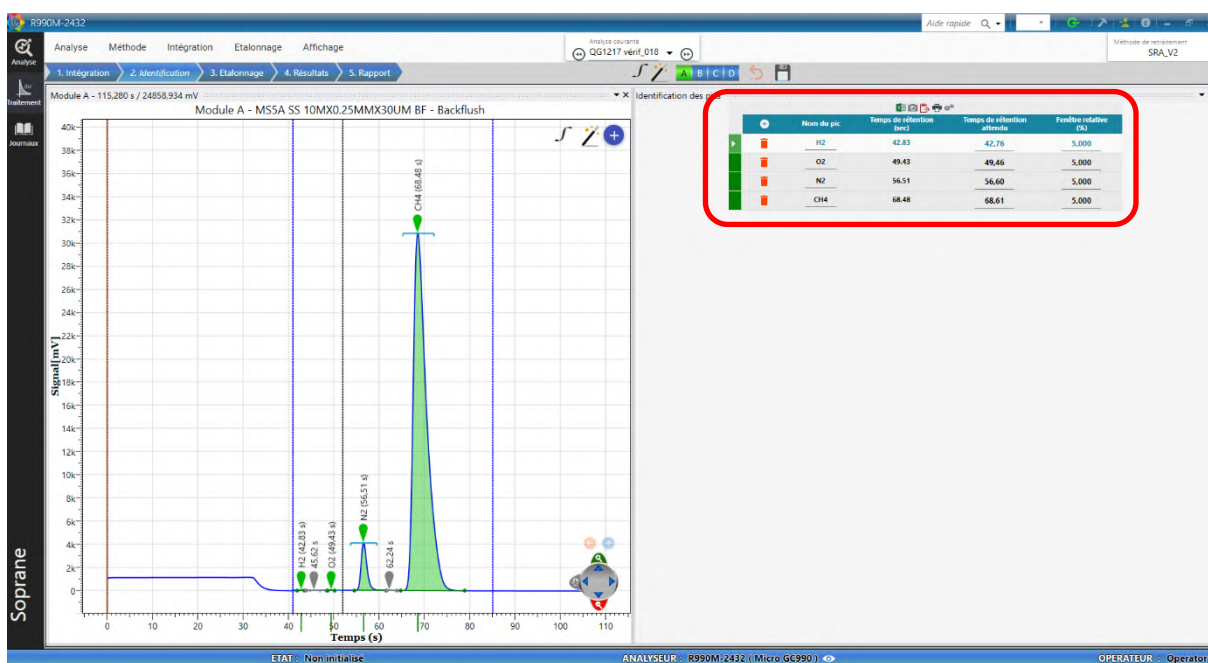 R990M-2432
Aide rapide
Analyse
Méthode
Intégration
Etalonnage
Affichage
Analyse courante
QG1217 vérif_018
Méthode de retraitement
SRA_V2
Analyse
Traitement
Journaux
Soprane
1. Intégration
2. Identification
3. Etalonnage
4. Résultats
5. Rapport
A B C D
Module A - 115,280 s / 24858,934 mV
Module A - MS5A SS 10MX0.25MMX30UM BF - Backflush
40k
38k
36k
34k
32k
30k
28k
26k
24k
22k
20k
18k
16k
14k
12k
10k
8k
6k
4k
2k
0
Signal[mV]
H2 (42.83 s)
45.62 s
O2 (49.43 s)
N2 (56.51 s)
62.24 s
CH4 (68.48 s)
0 10 20 30 40 50 60 70 80 90 100 110
Temps (s)
Identification des pics
Nom du pic Temps de rétention (sec) Temps de rétention attendu Fenêtre relative (%)
H2 42.83 42,76 5,000
O2 49.43 49,46 5,000
N2 56.51 56,60 5,000
CH4 68.48 68,61 5,000
ETAT : Non initialisé
ANALYSEUR : R990M-2432 ( Micro GC990 )
OPERATEUR : Operator